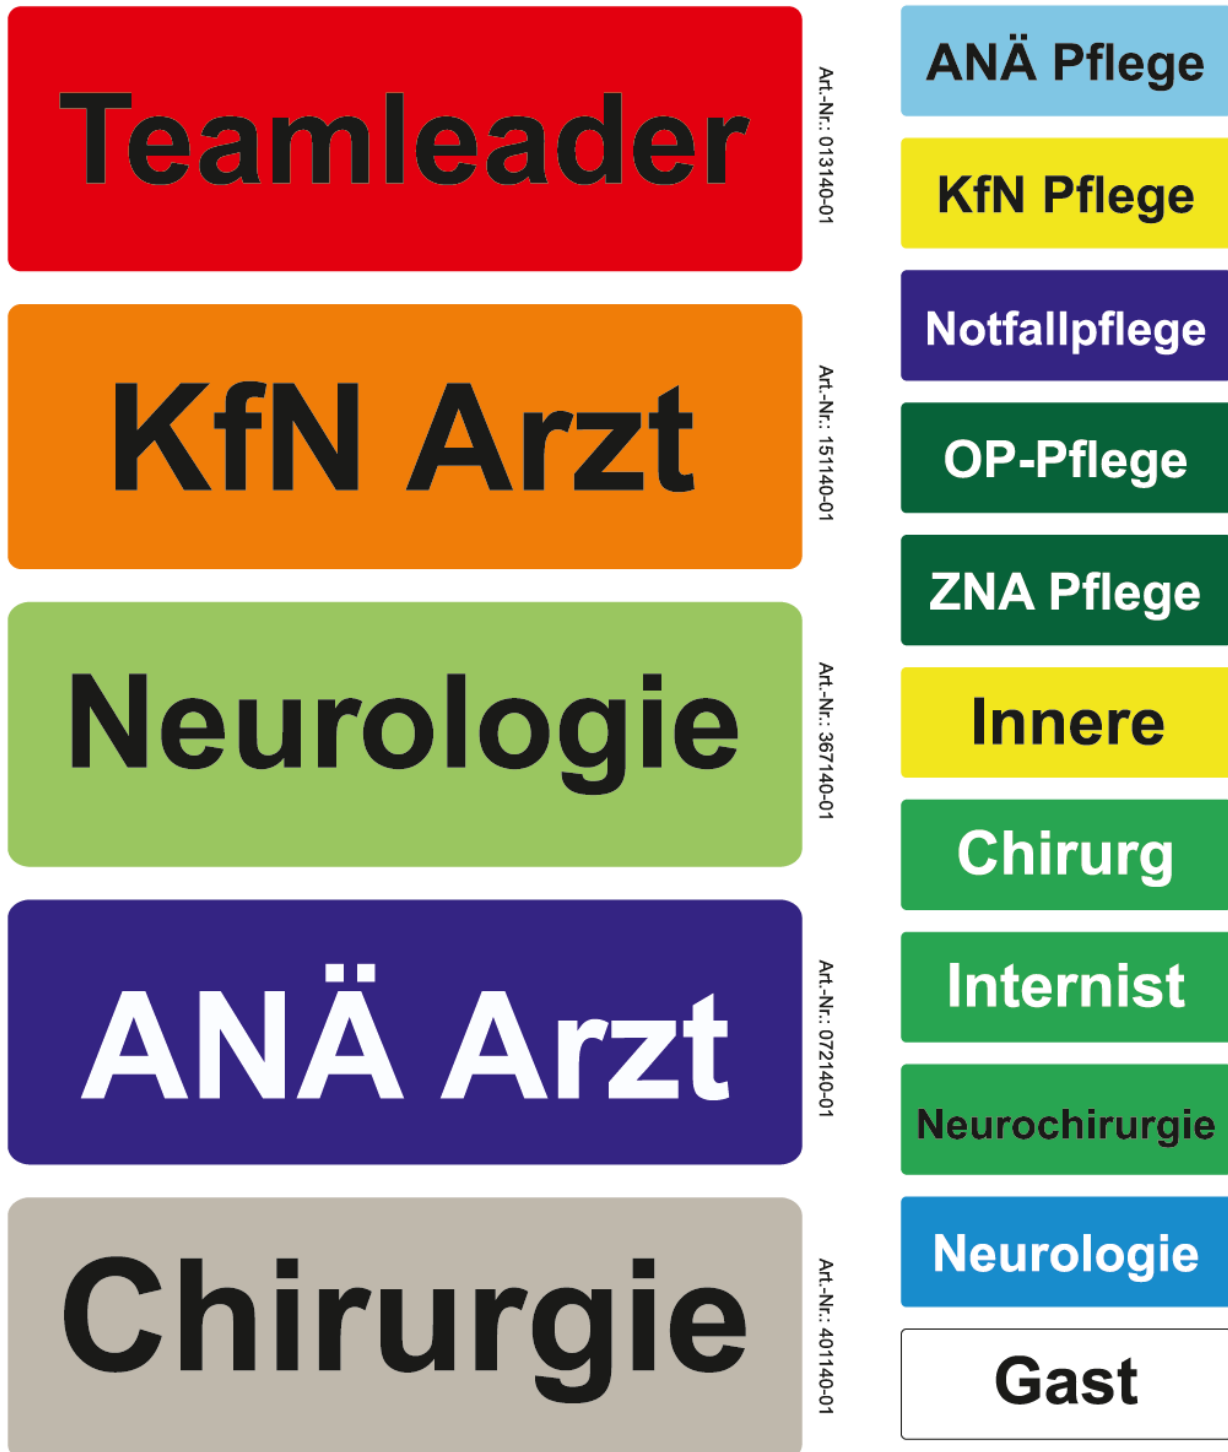 Teamleader
Art.-Nr.: 013140-01
KfN Arzt
Art.-Nr.: 151140-01
Neurologie
Art.-Nr.: 367140-01
ANÄ Arzt
Art.-Nr.: 072140-01
Chirurgie
Art.-Nr.: 401140-01
ANÄ Pflege
KfN Pflege
Notfallpflege
OP-Pflege
ZNA Pflege
Innere
Chirurg
Internist
Neurochirurgie
Neurologie
Gast